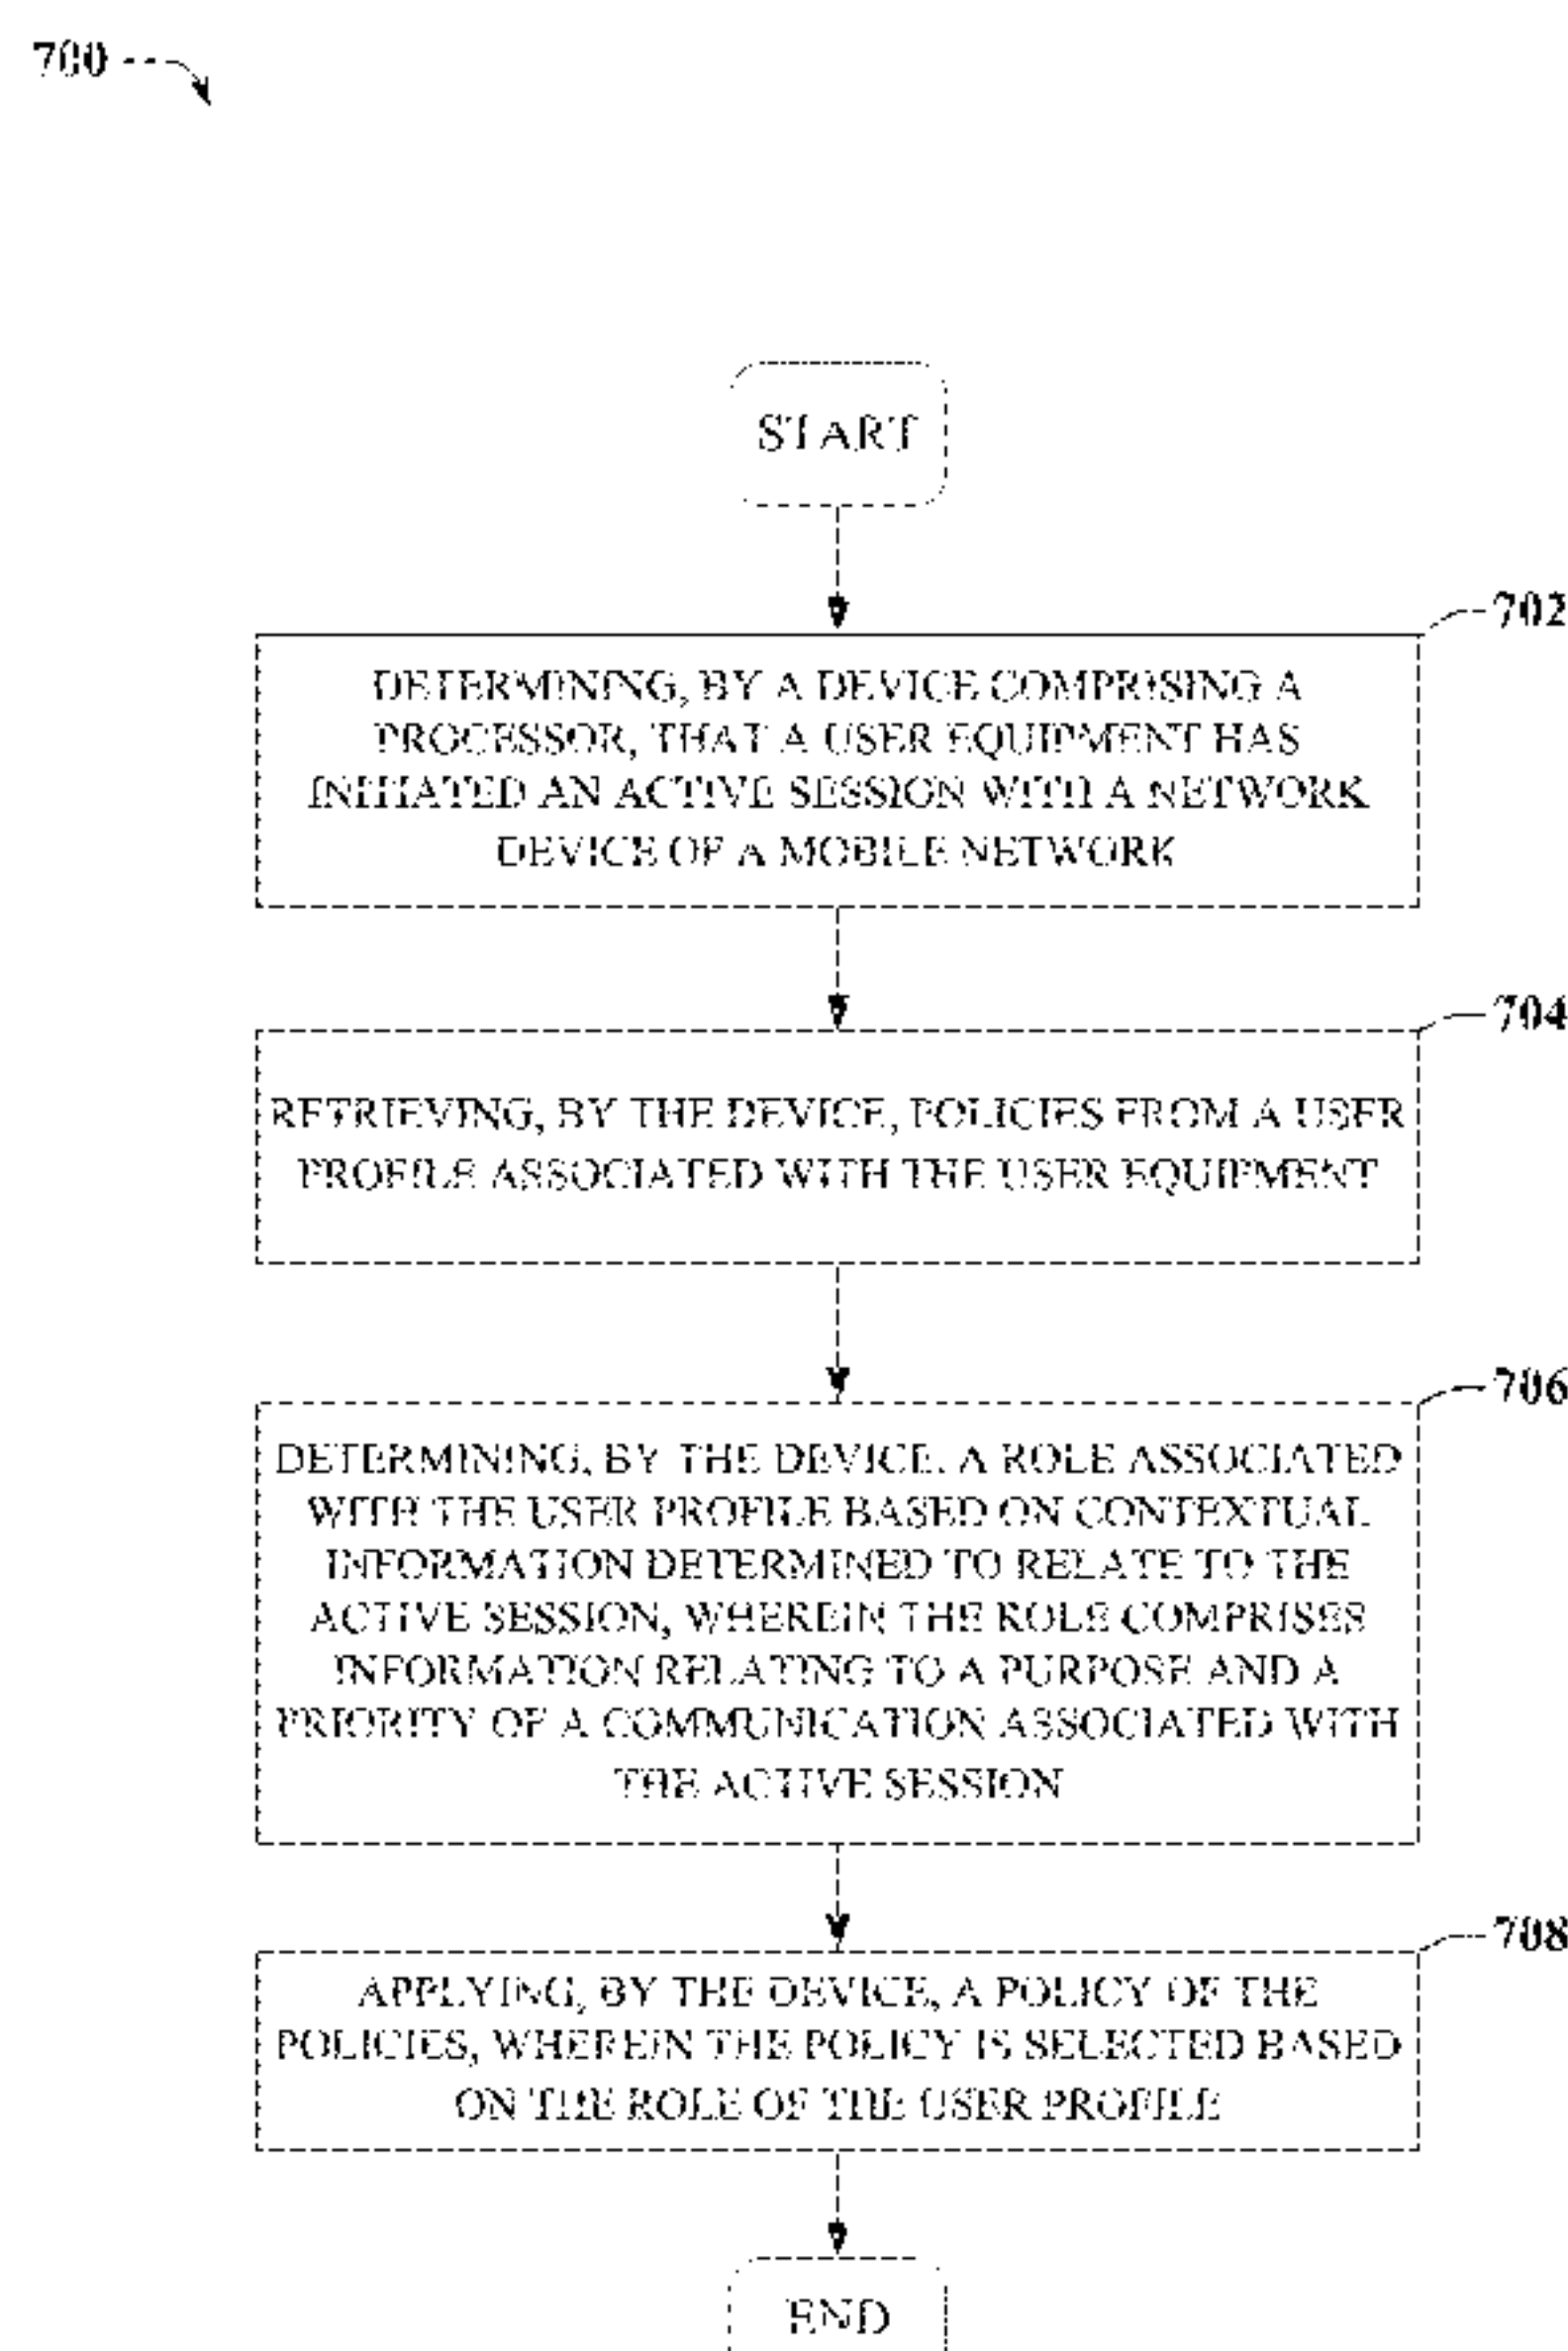 700
START
702
DETERMINING, BY A DEVICE COMPRISING A
PROCESSOR, THAT A USER EQUIPMENT HAS
INITIATED AN ACTIVE SESSION WITH A NETWORK
DEVICE OF A MOBILE NETWORK
704
RETRIEVING, BY THE DEVICE, POLICIES FROM A USER
PROFILE ASSOCIATED WITH THE USER EQUIPMENT
706
DETERMINING, BY THE DEVICE, A ROLE ASSOCIATED
WITH THE USER PROFILE BASED ON CONTEXTUAL
INFORMATION DETERMINED TO RELATE TO THE
ACTIVE SESSION, WHEREIN THE ROLE COMPRISES
INFORMATION RELATING TO A PURPOSE AND A
PRIORITY OF A COMMUNICATION ASSOCIATED WITH
THE ACTIVE SESSION
708
APPLYING, BY THE DEVICE, A POLICY OF THE
POLICIES, WHEREIN THE POLICY IS SELECTED BASED
ON THE ROLE OF THE USER PROFILE
END